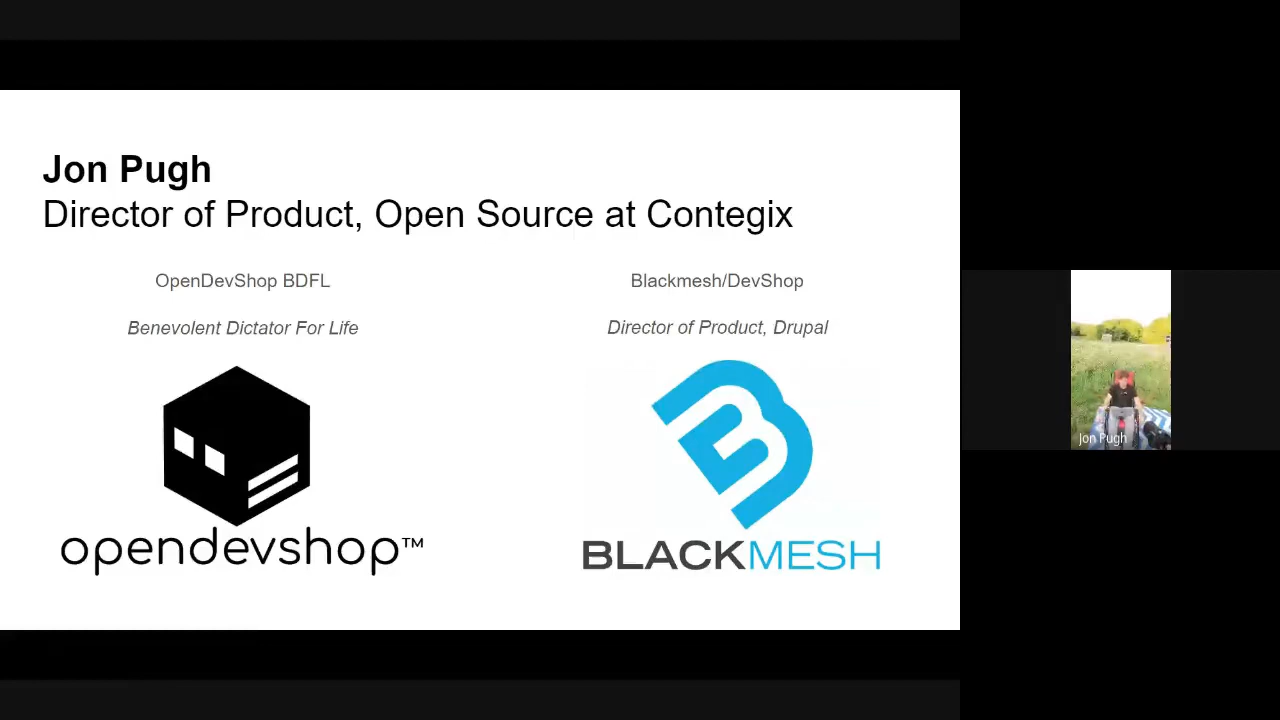 Jon Pugh
Director of Product, Open Source at Contegix
OpenDevShop BDFL
Benevolent Dictator For Life
opendevshop™
Blackmesh/DevShop
Director of Product, Drupal
BLACKMESH
Jon Pugh